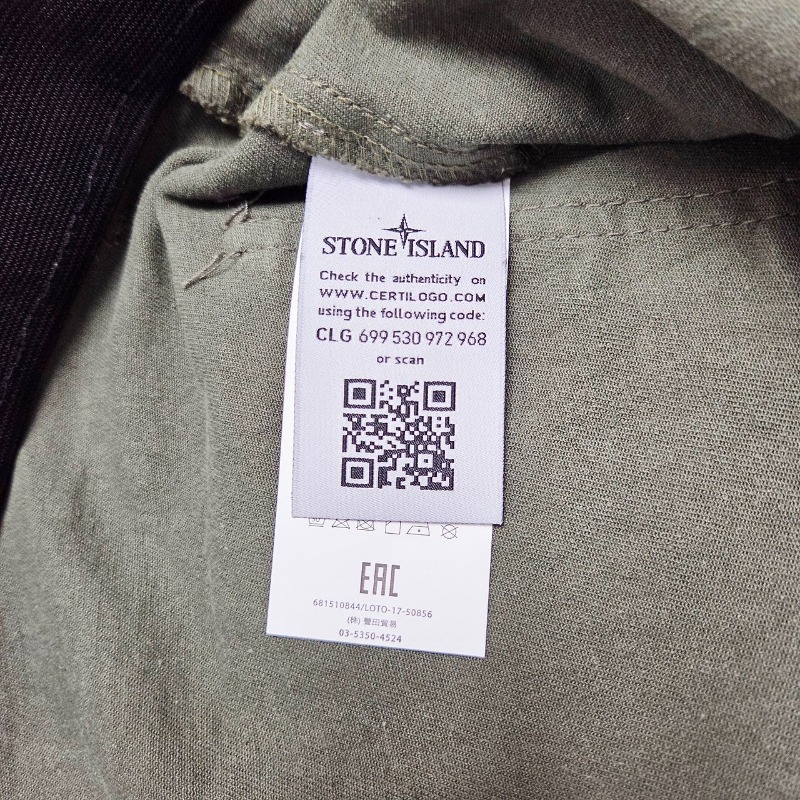 STONE ISLAND
Check the authenticity on
WWW.CERTILOGO.COM
using the following code:
CLG 699 530 972 968
or scan
EAC
681510844/LOTO-17-50856
(株) 豊田貿易
03-5350-4524